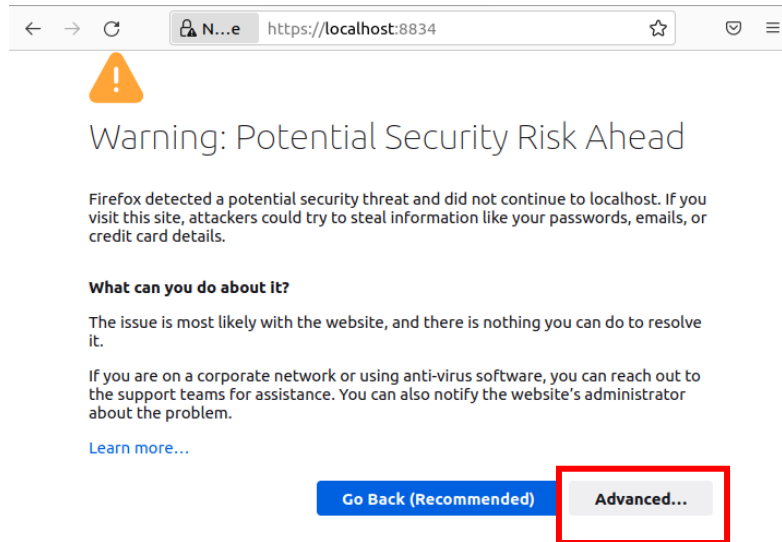 N...e https://localhost:8834
Warning: Potential Security Risk Ahead
Firefox detected a potential security threat and did not continue to localhost. If you
visit this site, attackers could try to steal information like your passwords, emails, or
credit card details.
What can you do about it?
The issue is most likely with the website, and there is nothing you can do to resolve
it.
If you are on a corporate network or using anti-virus software, you can reach out to
the support teams for assistance. You can also notify the website’s administrator
about the problem.
Learn more…
Go Back (Recommended) Advanced…